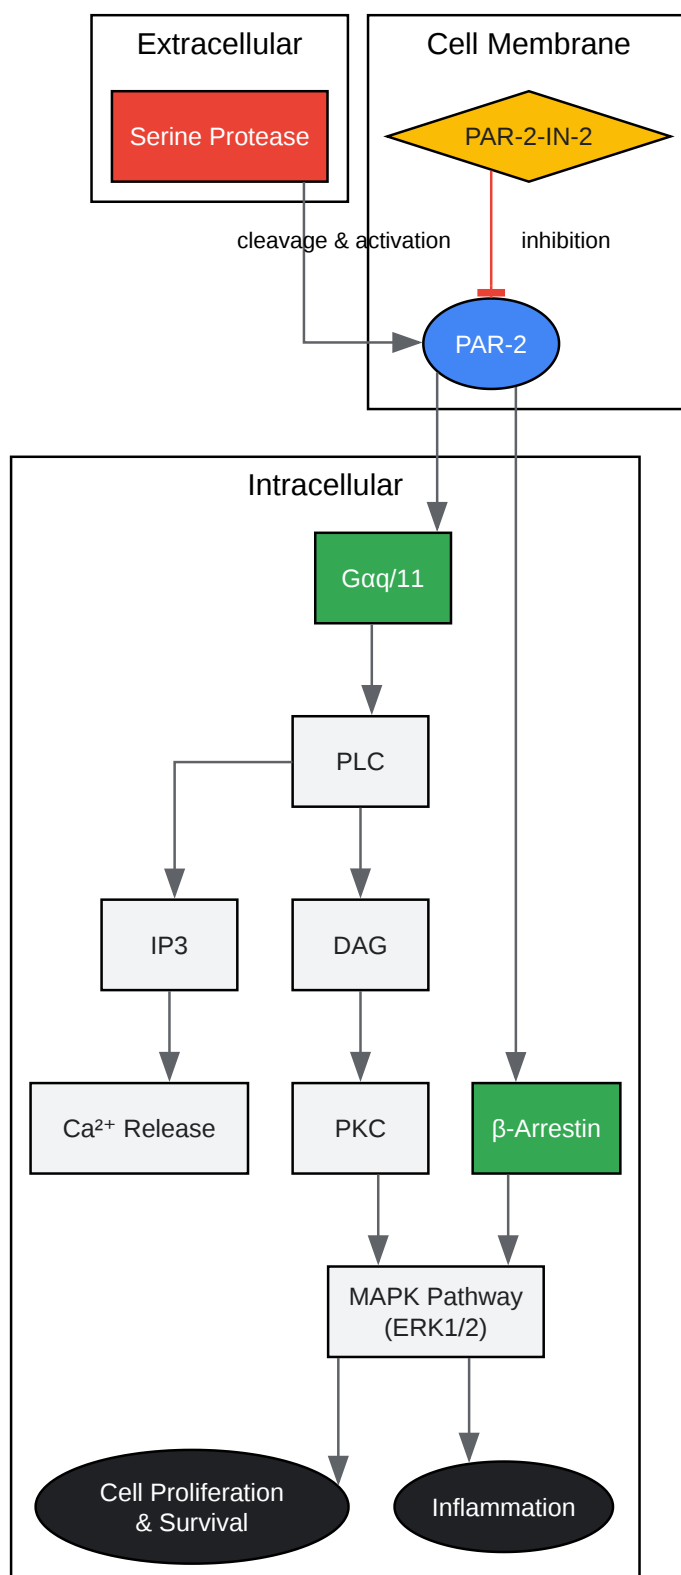 Extracellular
Cell Membrane
Serine Protease
PAR-2-IN-2
cleavage & activation
inhibition
PAR-2
Intracellular
Gαq/11
PLC
IP3
DAG
Ca²⁺ Release
PKC
β-Arrestin
MAPK Pathway
(ERK1/2)
Cell Proliferation
& Survival
Inflammation